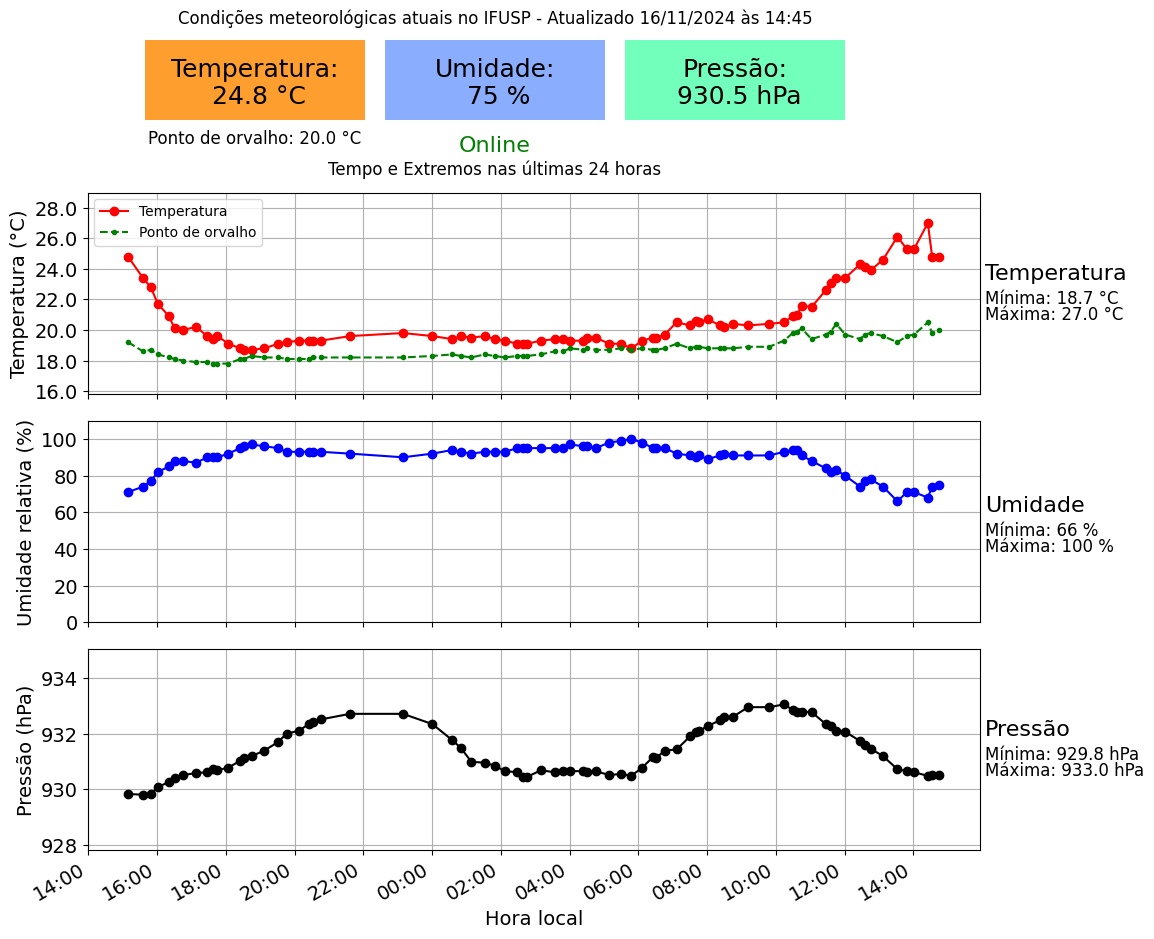 Condições meteorológicas atuais no IFUSP - Atualizado 16/11/2024 às 14:45
Temperatura:
24.8 °C
Umidade:
75 %
Pressão:
930.5 hPa
Ponto de orvalho: 20.0 °C
Online
Tempo e Extremos nas últimas 24 horas
Temperatura (°C)
28.0
26.0
24.0
22.0
20.0
18.0
16.0
Temperatura
Ponto de orvalho
Temperatura
Mínima: 18.7 °C
Máxima: 27.0 °C
Umidade relativa (%)
100
80
60
40
20
0
Umidade
Mínima: 66 %
Máxima: 100 %
Pressão (hPa)
934
932
930
928
Pressão
Mínima: 929.8 hPa
Máxima: 933.0 hPa
14:00 16:00 18:00 20:00 22:00 00:00 02:00 04:00 06:00 08:00 10:00 12:00 14:00
Hora local